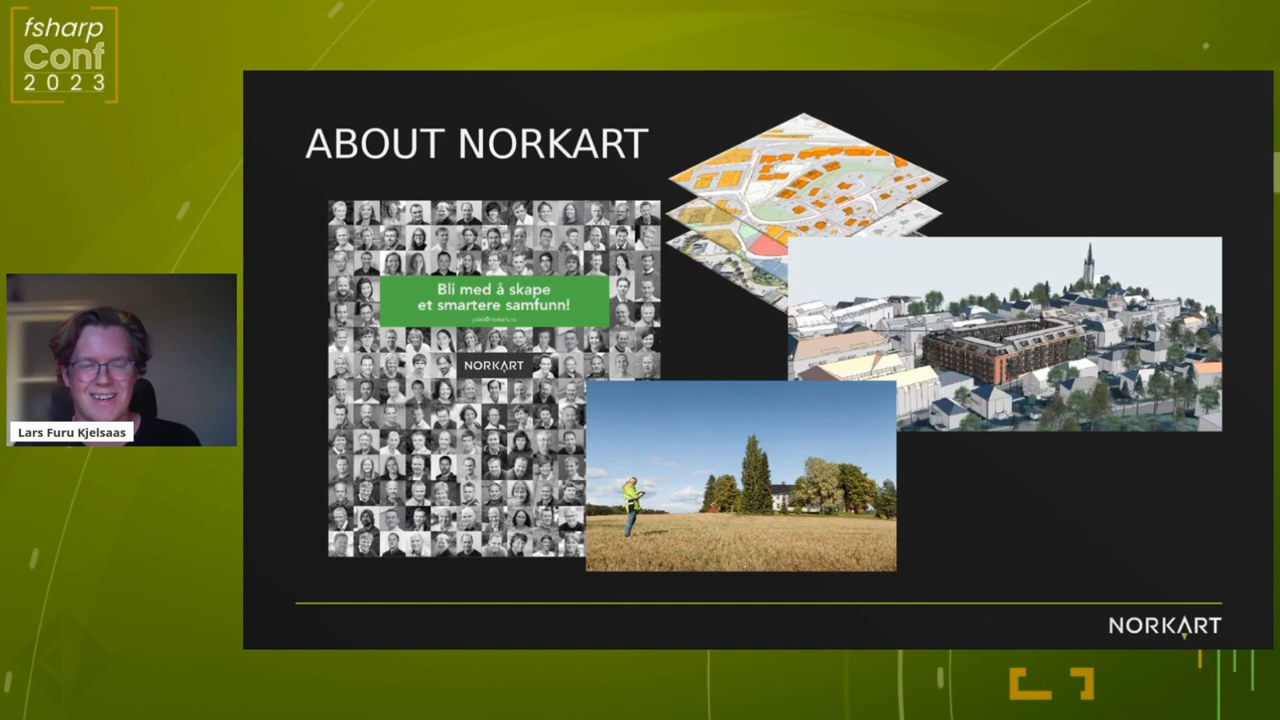 fsharp
Conf
2023
ABOUT NORKART
Bli med å skape
et smartere samfunn!
NORKART
Lars Furu Kjelsaas
NORKART